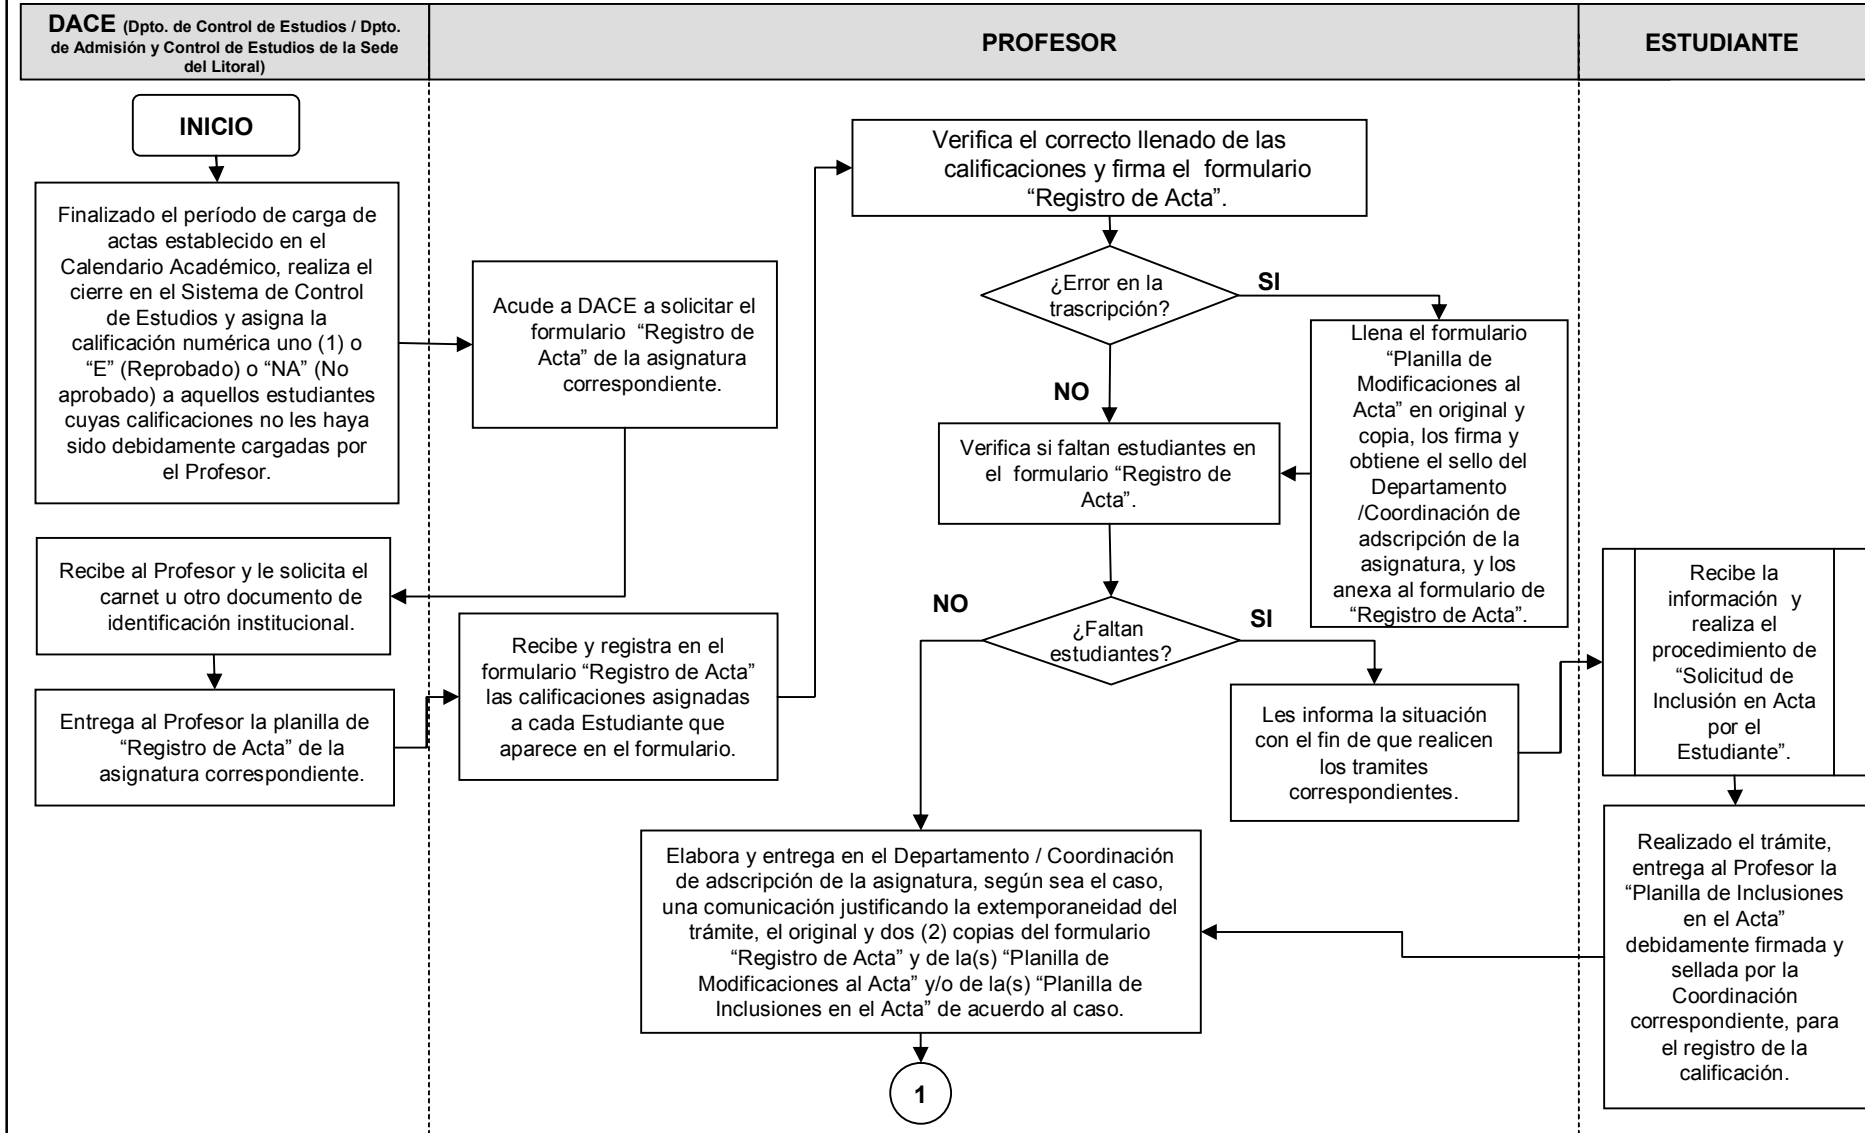 DACE (Dpto. de Control de Estudios / Dpto.
de Admisión y Control de Estudios de la Sede
del Litoral)
PROFESOR
ESTUDIANTE
INICIO
Finalizado el período de carga de
actas establecido en el
Calendario Académico, realiza el
cierre en el Sistema de Control
de Estudios y asigna la
calificación numérica uno (1) o
“E” (Reprobado) o “NA” (No
aprobado) a aquellos estudiantes
cuyas calificaciones no les haya
sido debidamente cargadas por
el Profesor.
Acude a DACE a solicitar el
formulario “Registro de
Acta” de la asignatura
correspondiente.
Recibe al Profesor y le solicita el
carnet u otro documento de
identificación institucional.
Entrega al Profesor la planilla de
“Registro de Acta” de la
asignatura correspondiente.
Recibe y registra en el
formulario “Registro de Acta”
las calificaciones asignadas
a cada Estudiante que
aparece en el formulario.
Verifica el correcto llenado de las
calificaciones y firma el formulario
“Registro de Acta”.
¿Error en la
trascripción?
SI
NO
Llena el formulario
“Planilla de
Modificaciones al
Acta” en original y
copia, los firma y
obtiene el sello del
Departamento
/Coordinación de
adscripción de la
asignatura, y los
anexa al formulario de
“Registro de Acta”.
Verifica si faltan estudiantes en
el formulario “Registro de
Acta”.
¿Faltan
estudiantes?
NO
SI
Les informa la situación
con el fin de que realicen
los tramites
correspondientes.
Recibe la
información y
realiza el
procedimiento de
“Solicitud de
Inclusión en Acta
por el
Estudiante”.
Realizado el trámite,
entrega al Profesor la
“Planilla de Inclusiones
en el Acta”
debidamente firmada y
sellada por la
Coordinación
correspondiente, para
el registro de la
calificación.
Elabora y entrega en el Departamento / Coordinación
de adscripción de la asignatura, según sea el caso,
una comunicación justificando la extemporaneidad del
trámite, el original y dos (2) copias del formulario
“Registro de Acta” y de la(s) “Planilla de
Modificaciones al Acta” y/o de la(s) “Planilla de
Inclusiones en el Acta” de acuerdo al caso.
1